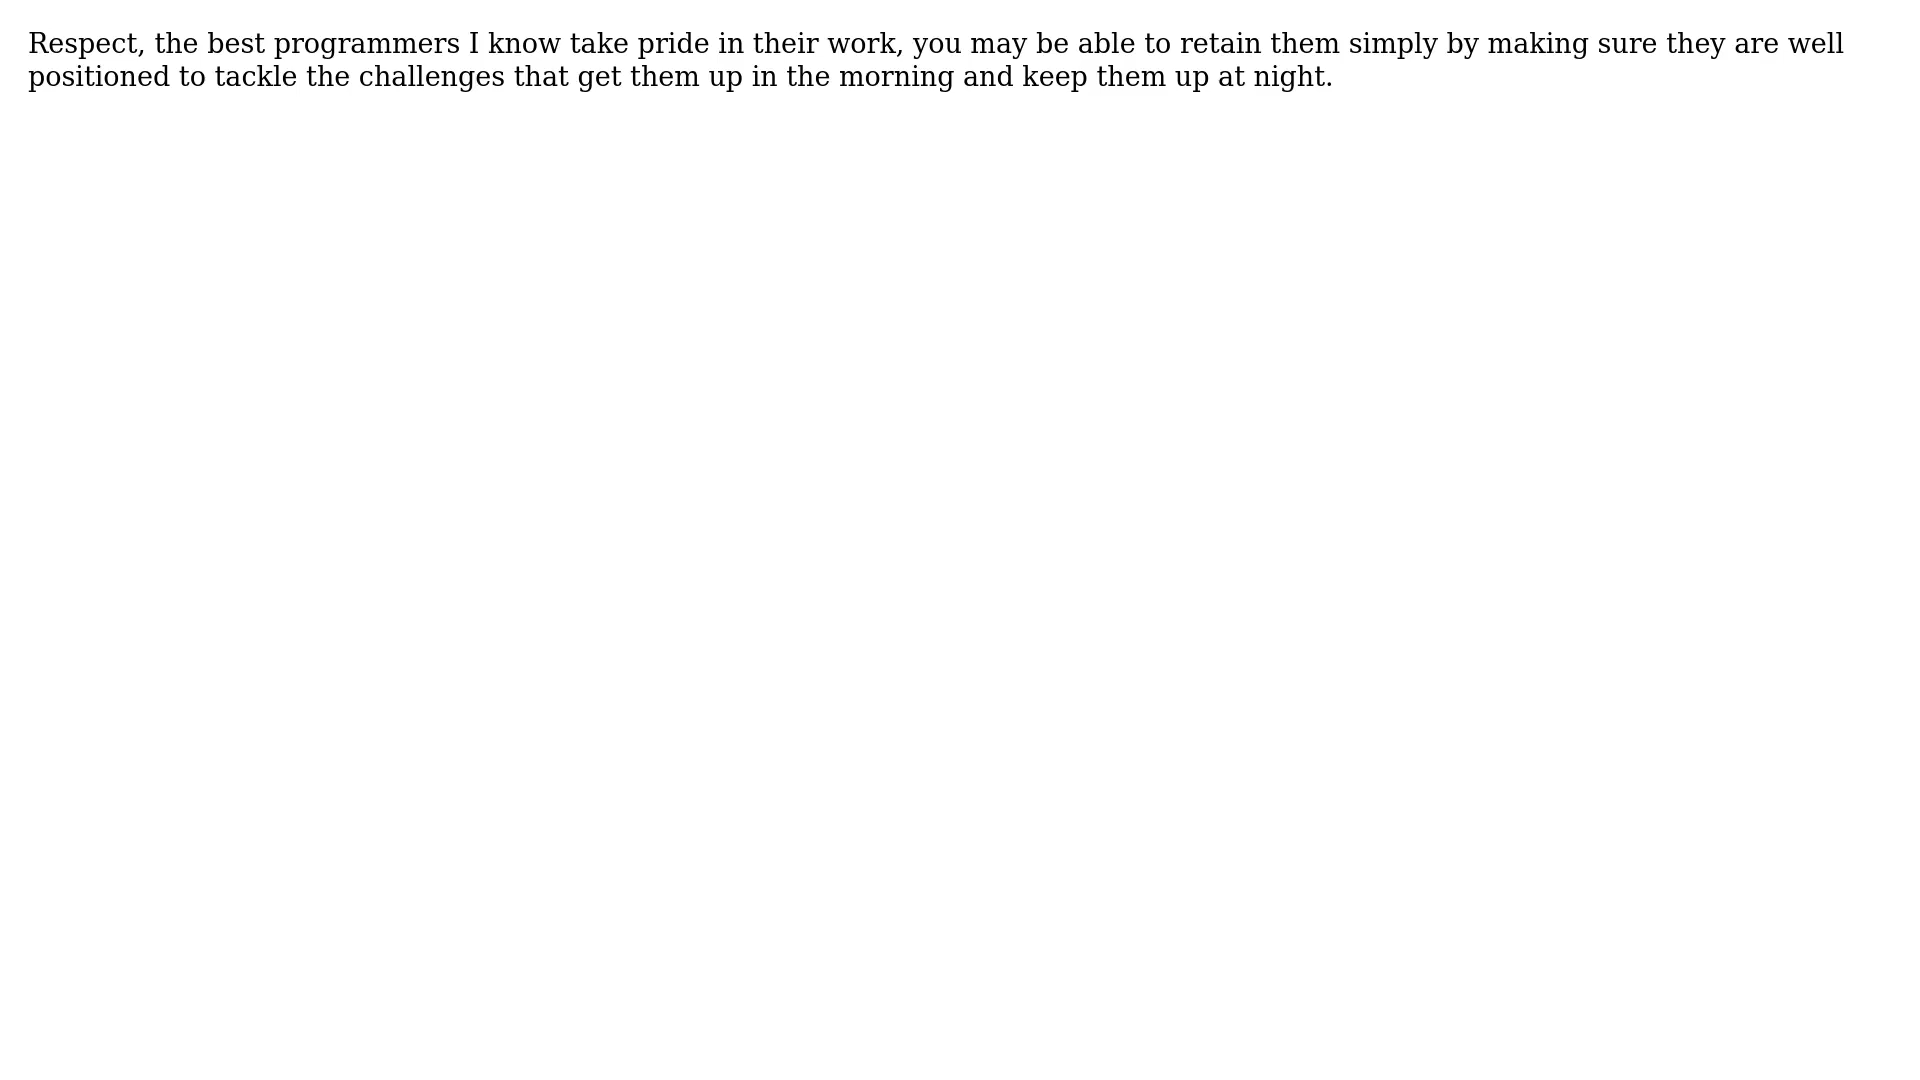 Respect, the best programmers I know take pride in their work, you may be able to retain them simply by making sure they are well
positioned to tackle the challenges that get them up in the morning and keep them up at night.